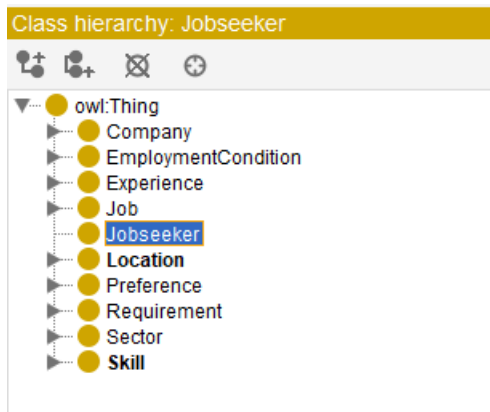 Class hierarchy: Jobseeker
owl:Thing
Company
EmploymentCondition
Experience
Job
Jobseeker
Location
Preference
Requirement
Sector
Skill